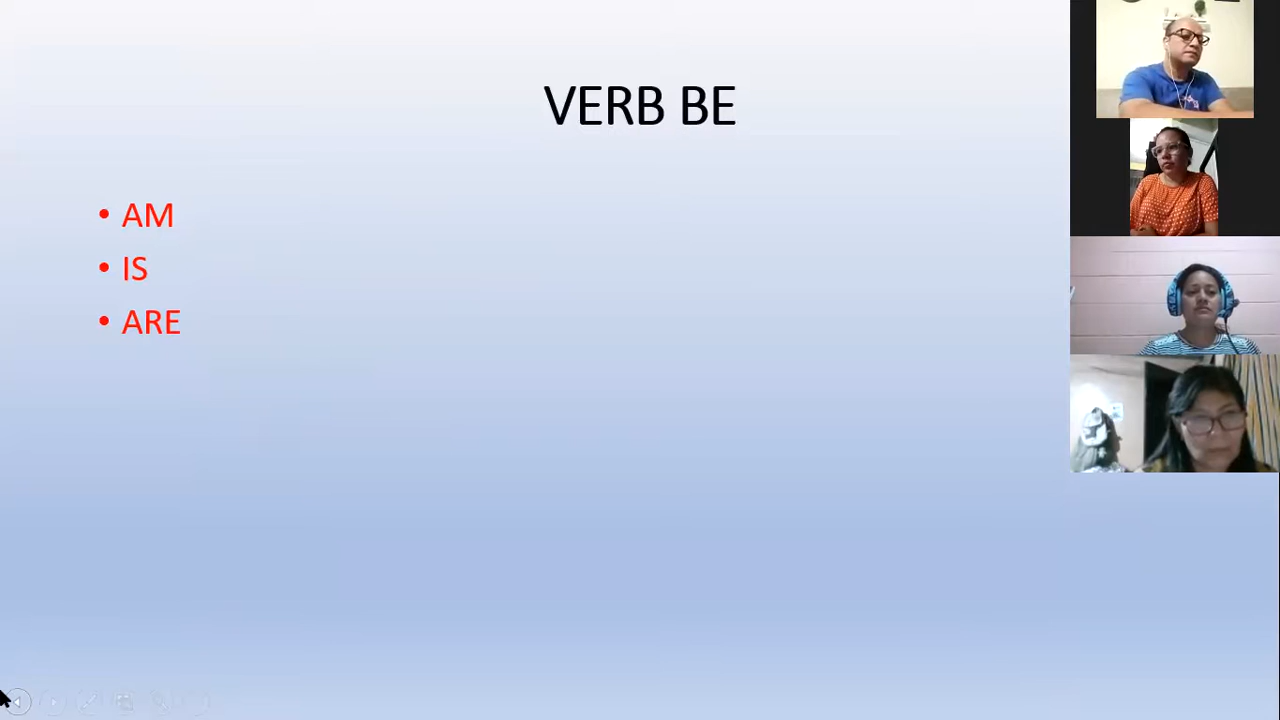 VERB BE
• AM
• IS
• ARE